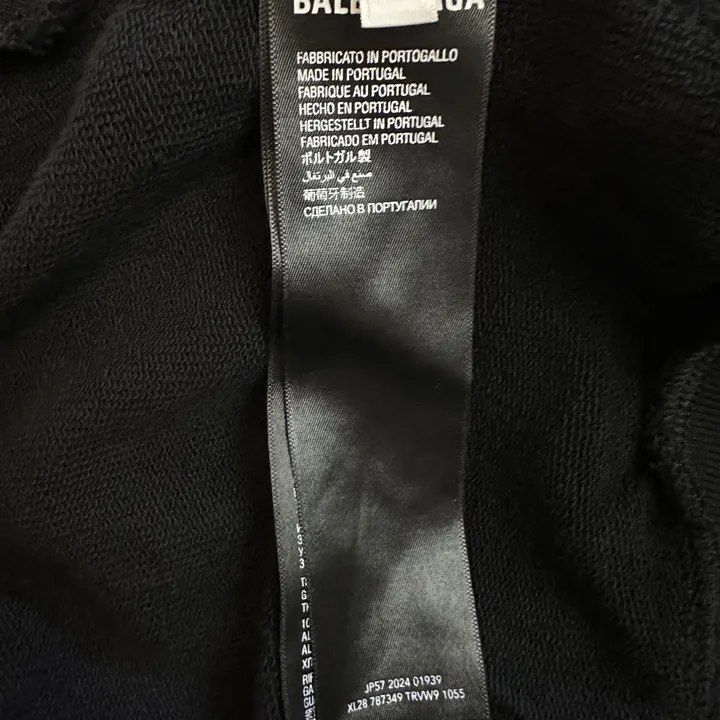 FABBRICATO IN PORTOGALLO
MADE IN PORTUGAL
FABRIQUE AU PORTUGAL
HECHO EN PORTUGAL
HERGESTELLT IN PORTUGAL
FABRICADO EM PORTUGAL
ポルトガル製
صنع في البرتغال
葡萄牙制造
СДЕЛАНО В ПОРТУГАЛИИ
JP57 2024 01939
XL28 787349 TRVW9 1055